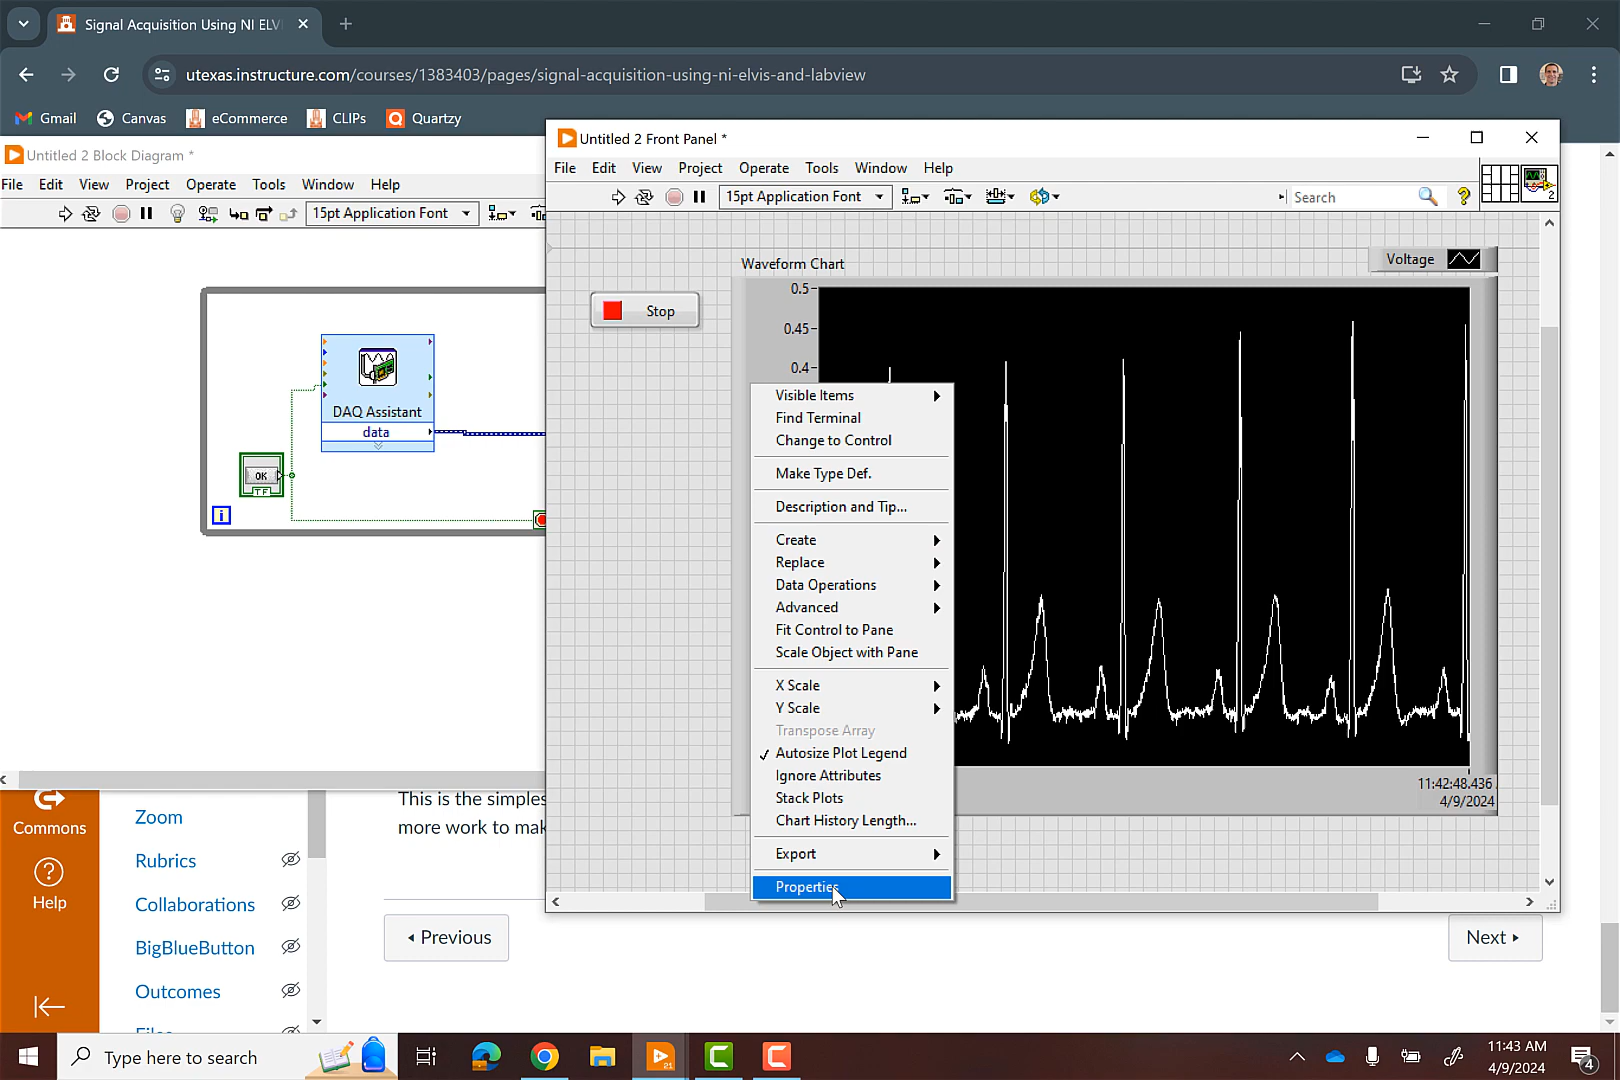 Signal Acquisition Using NI ELV
utexas.instructure.com/courses/1383403/pages/signal-acquisition-using-ni-elvis-and-labview
Gmail Canvas eCommerce CLIPs Quartzy
Untitled 2 Block Diagram *
File Edit View Project Operate Tools Window Help
15pt Application Font
DAQ Assistant
data
OK
TF
i
Untitled 2 Front Panel *
File Edit View Project Operate Tools Window Help
15pt Application Font
Search
2
Waveform Chart
Voltage
Stop
0.5
0.45
0.4
Visible Items
Find Terminal
Change to Control
Make Type Def.
Description and Tip...
Create
Replace
Data Operations
Advanced
Fit Control to Pane
Scale Object with Pane
X Scale
Y Scale
Transpose Array
Autosize Plot Legend
Ignore Attributes
Stack Plots
Chart History Length...
Export
Properties
11:42:48.436
4/9/2024
Commons
Help
Zoom
Rubrics
Collaborations
BigBlueButton
Outcomes
This is the simples
more work to mak
Previous
Next
Type here to search
21
11:43 AM
4/9/2024
4